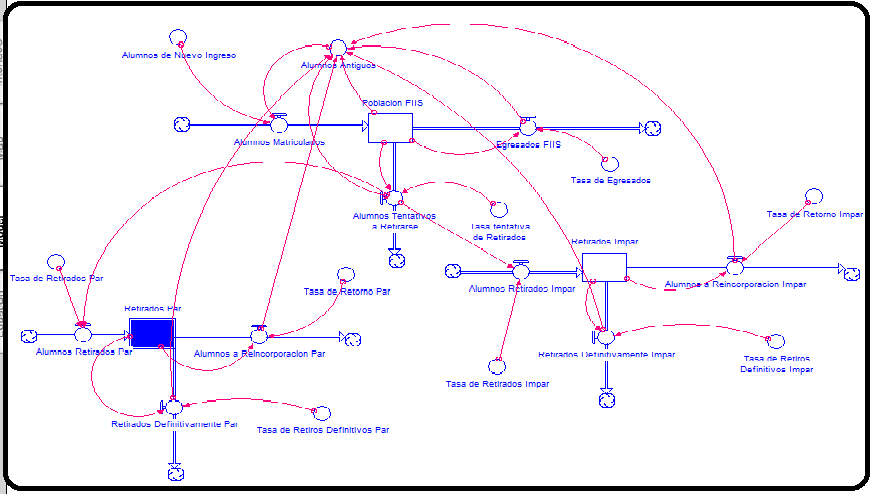 Alumnos de Nuevo Ingreso
Alumnos Antiguos
Poblacion FIIS
Alumnos Matriculados
Egresados FIIS
Tasa de Egresados
Alumnos Tentativos
a Retirarse
Tasa tentativa
de Retirados
Tasa de Retorno Impar
Retirados Impar
Tasa de Retirados Par
Tasa de Retorno Par
Alumnos Retirados Impar
Alumnos a Reincorporacion Impar
Retirados Par
Alumnos Retirados Par
Alumnos a Reincorporacion Par
Retirados Definitivamente Impar
Tasa de Retiros
Definitivos Impar
Tasa de Retirados Impar
Retirados Definitivamente Par
Tasa de Retiros Definitivos Par